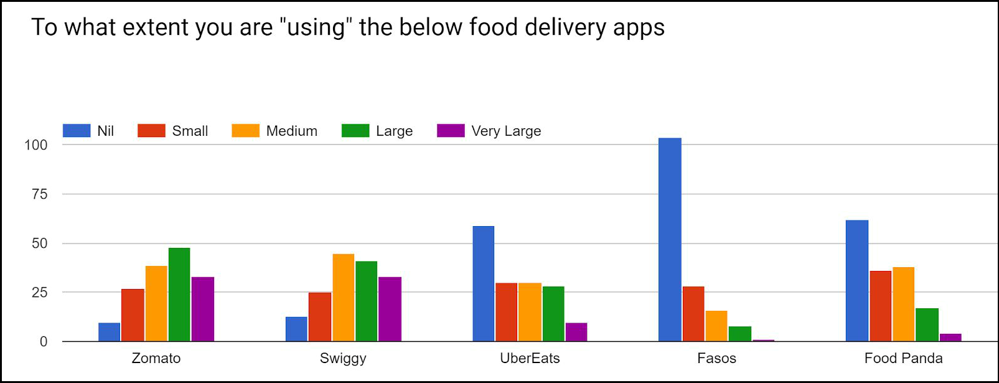 To what extent you are "using" the below food delivery apps
Nil Small Medium Large Very Large
100
75
50
25
0
Zomato Swiggy UberEats Fasos Food Panda